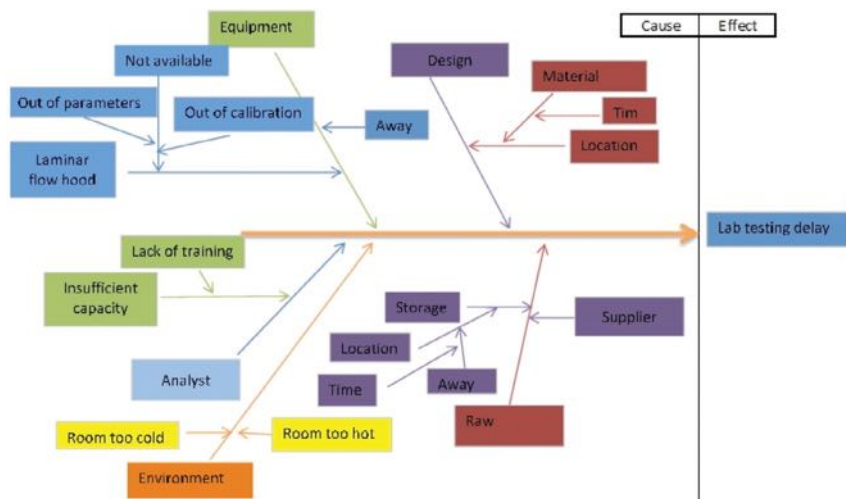 Equipment
Cause
Effect
Not available
Design
Material
Out of parameters
Out of calibration
Away
Tim
Location
Laminar
flow hood
Lab testing delay
Lack of training
Insufficient
capacity
Storage
Supplier
Location
Analyst
Time
Away
Raw
Room too cold
Room too hot
Environment